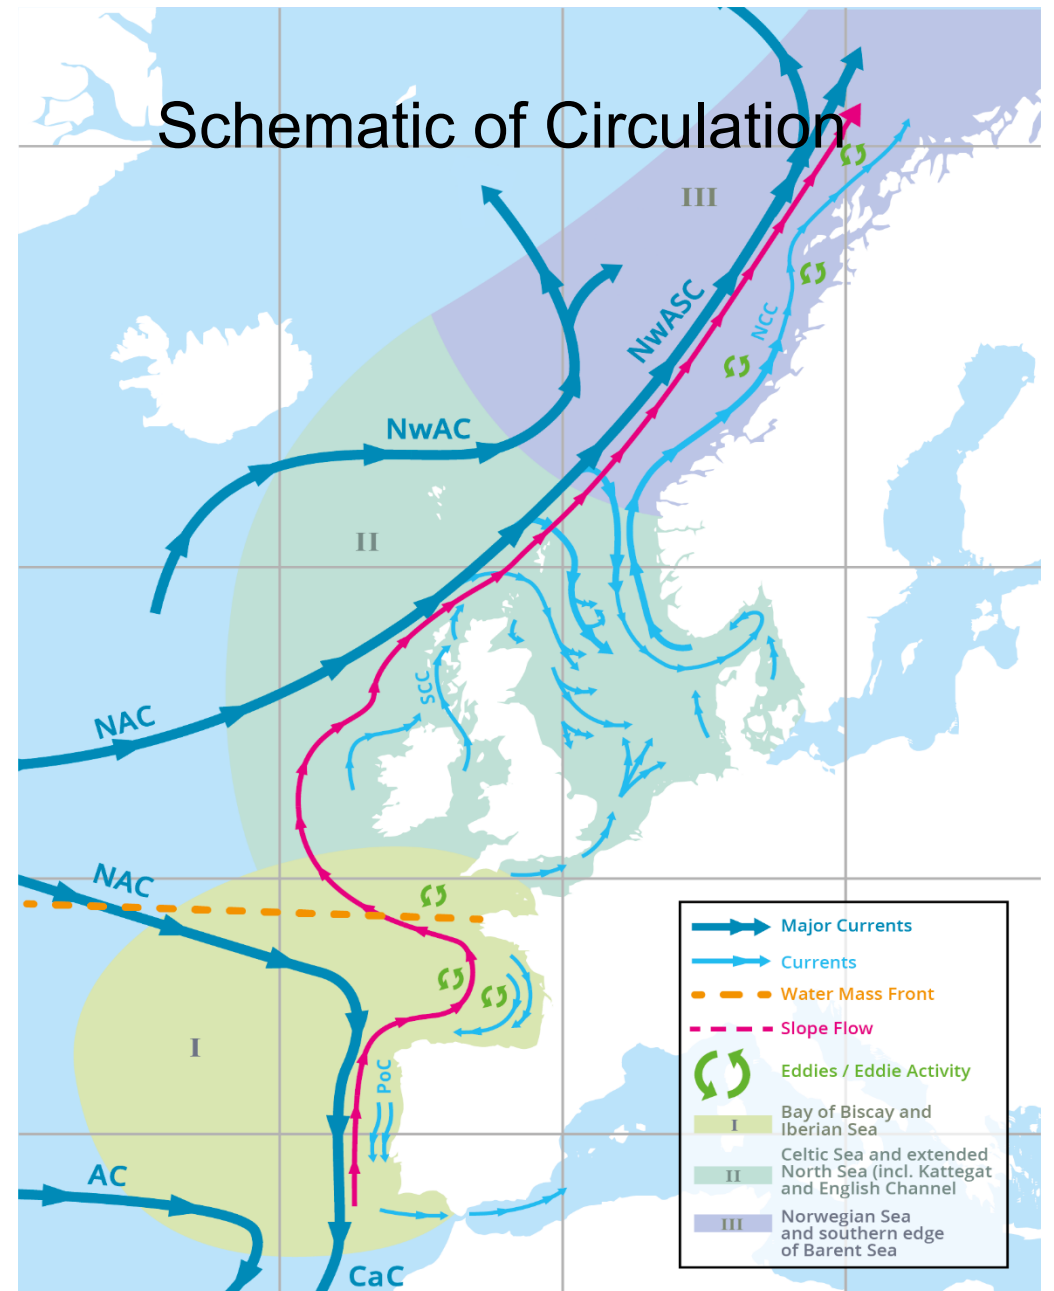 Schematic of Circulation
III
NwASC
NCC
NwAC
II
SCC
NAC
NAC
I
PoC
AC
CaC
Major Currents
Currents
Water Mass Front
Slope Flow
Eddies / Eddie Activity
I
Bay of Biscay and
Iberian Sea
II
Celtic Sea and extended
North Sea (incl. Kattegat
and English Channel
III
Norwegian Sea
and southern edge
of Barent Sea